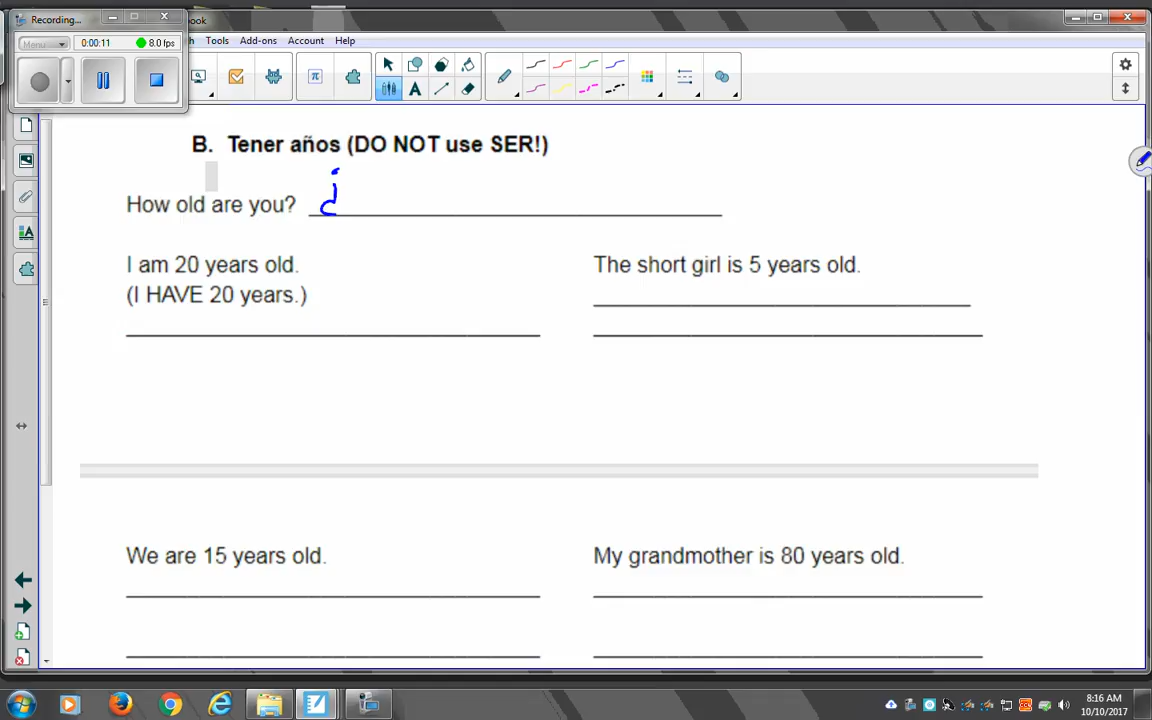 Recording...
ook
Menu
0:00:11
8.0 fps
h Tools Add-ons Account Help
B. Tener años (DO NOT use SER!)
How old are you? ¿
I am 20 years old.
(I HAVE 20 years.)
The short girl is 5 years old.
We are 15 years old.
My grandmother is 80 years old.
8:16 AM
10/10/2017